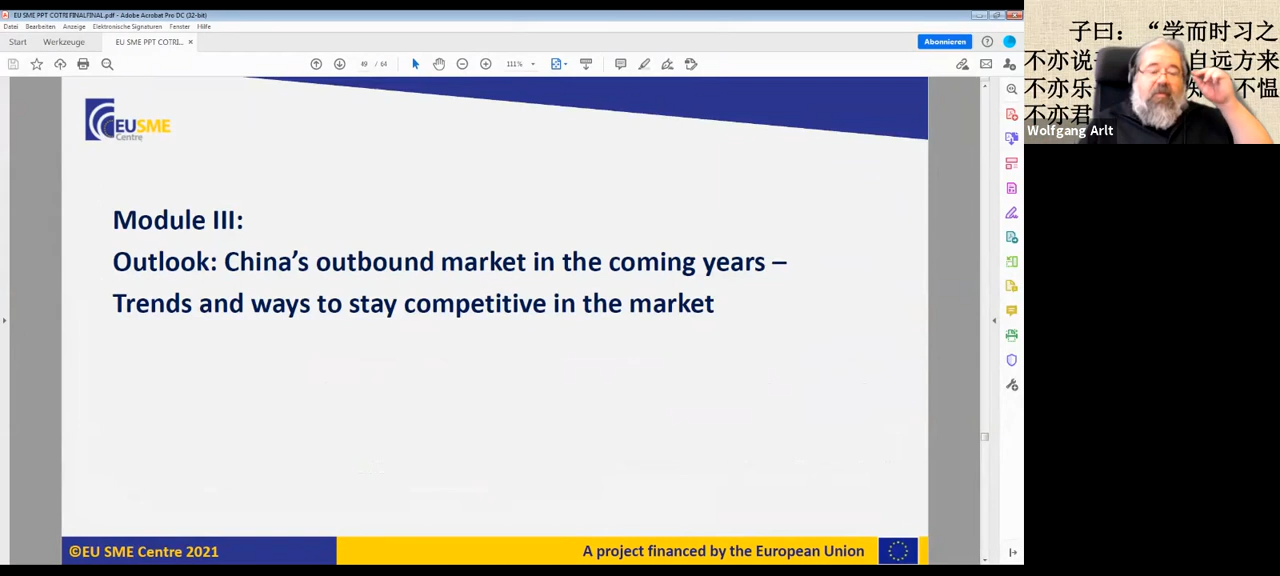 EU SME PPT COTRI FINALFINAL.pdf - Adobe Acrobat Pro DC (32-bit)
Datei Bearbeiten Anzeige Elektronische Signaturen Fenster Hilfe
Start Werkzeuge EU SME PPT COTRI... ×
Abonnieren
49 / 64
111%
EUSME
Centre
Module III:
Outlook: China’s outbound market in the coming years –
Trends and ways to stay competitive in the market
©EU SME Centre 2021
A project financed by the European Union
子曰：“学而时习之
不亦说 自远方来
不亦乐 知 不愠
不亦君
Wolfgang Arlt